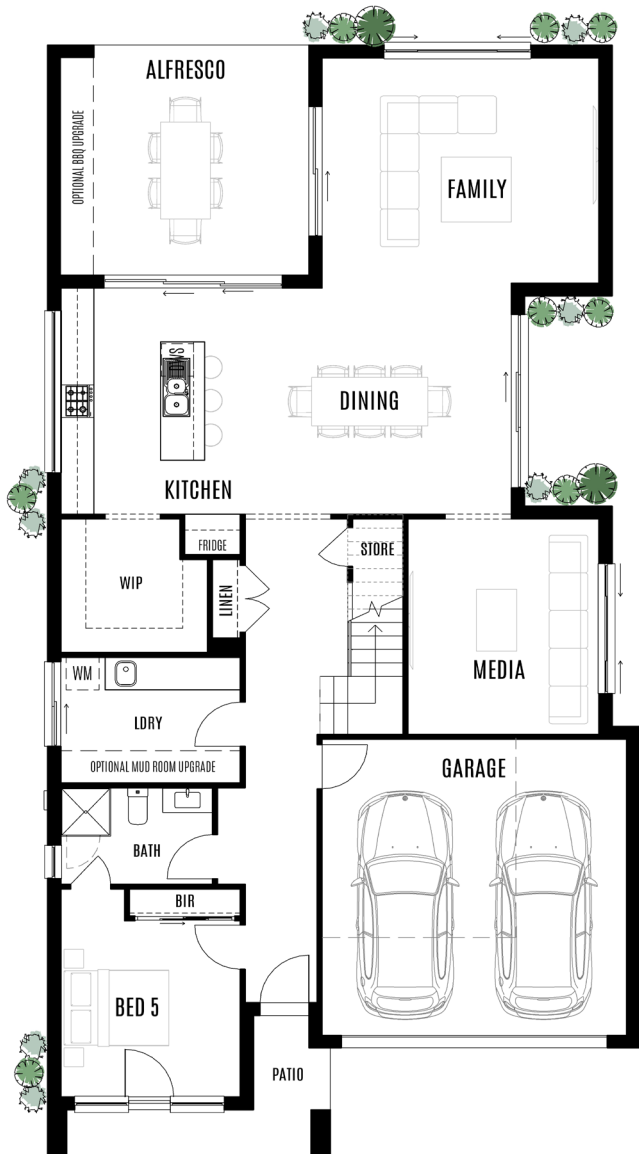 ALFRESCO
OPTIONAL BBQ UPGRADE
FAMILY
DINING
KITCHEN
FRIDGE
STORE
WIP
LINEN
WM
MEDIA
LDRY
OPTIONAL MUD ROOM UPGRADE
GARAGE
BATH
BIR
BED 5
PATIO